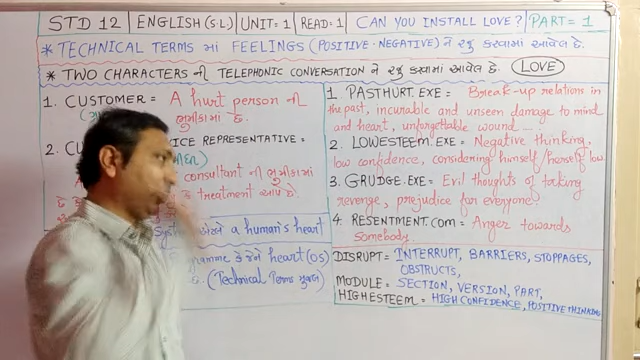 STD 12 | ENGLISH (S.L.) | UNIT=1 | READ=1 | CAN YOU INSTALL LOVE? | PART=1
* TECHNICAL TERMS માં FEELINGS (POSITIVE-NEGATIVE) ને રજૂ કરવામાં આવેલ છે.
* TWO CHARACTERS ની TELEPHONIC CONVERSATION ને રજૂ કરવામાં આવેલ છે. LOVE
1. CUSTOMER = A hurt person ની
ભુમીકામાં છે.
2. CU
ICE REPRESENTATIVE =
consultant ની ભુમીકામાં
treatment આપે છે.
System એટલે a human's heart
heart (OS)
(Technical Terms મુજબ)
1. PASTHURT.EXE = Break-up relations in
the past, incurable and unseen damage to mind
and heart, unforgettable wound...
2. LOWESTEEM.EXE = Negative thinking,
low confidence, considering himself/herself low.
3. GRUDGE.EXE = Evil thoughts of taking
revenge, prejudice for everyone.
4. RESENTMENT.COM = Anger towards
somebody.
DISRUPT = INTERRUPT, BARRIERS, STOPPAGES,
OBSTRUCTS,
MODULE = SECTION, VERSION, PART,
HIGHESTEEM = HIGH CONFIDENCE, POSITIVE THINKING